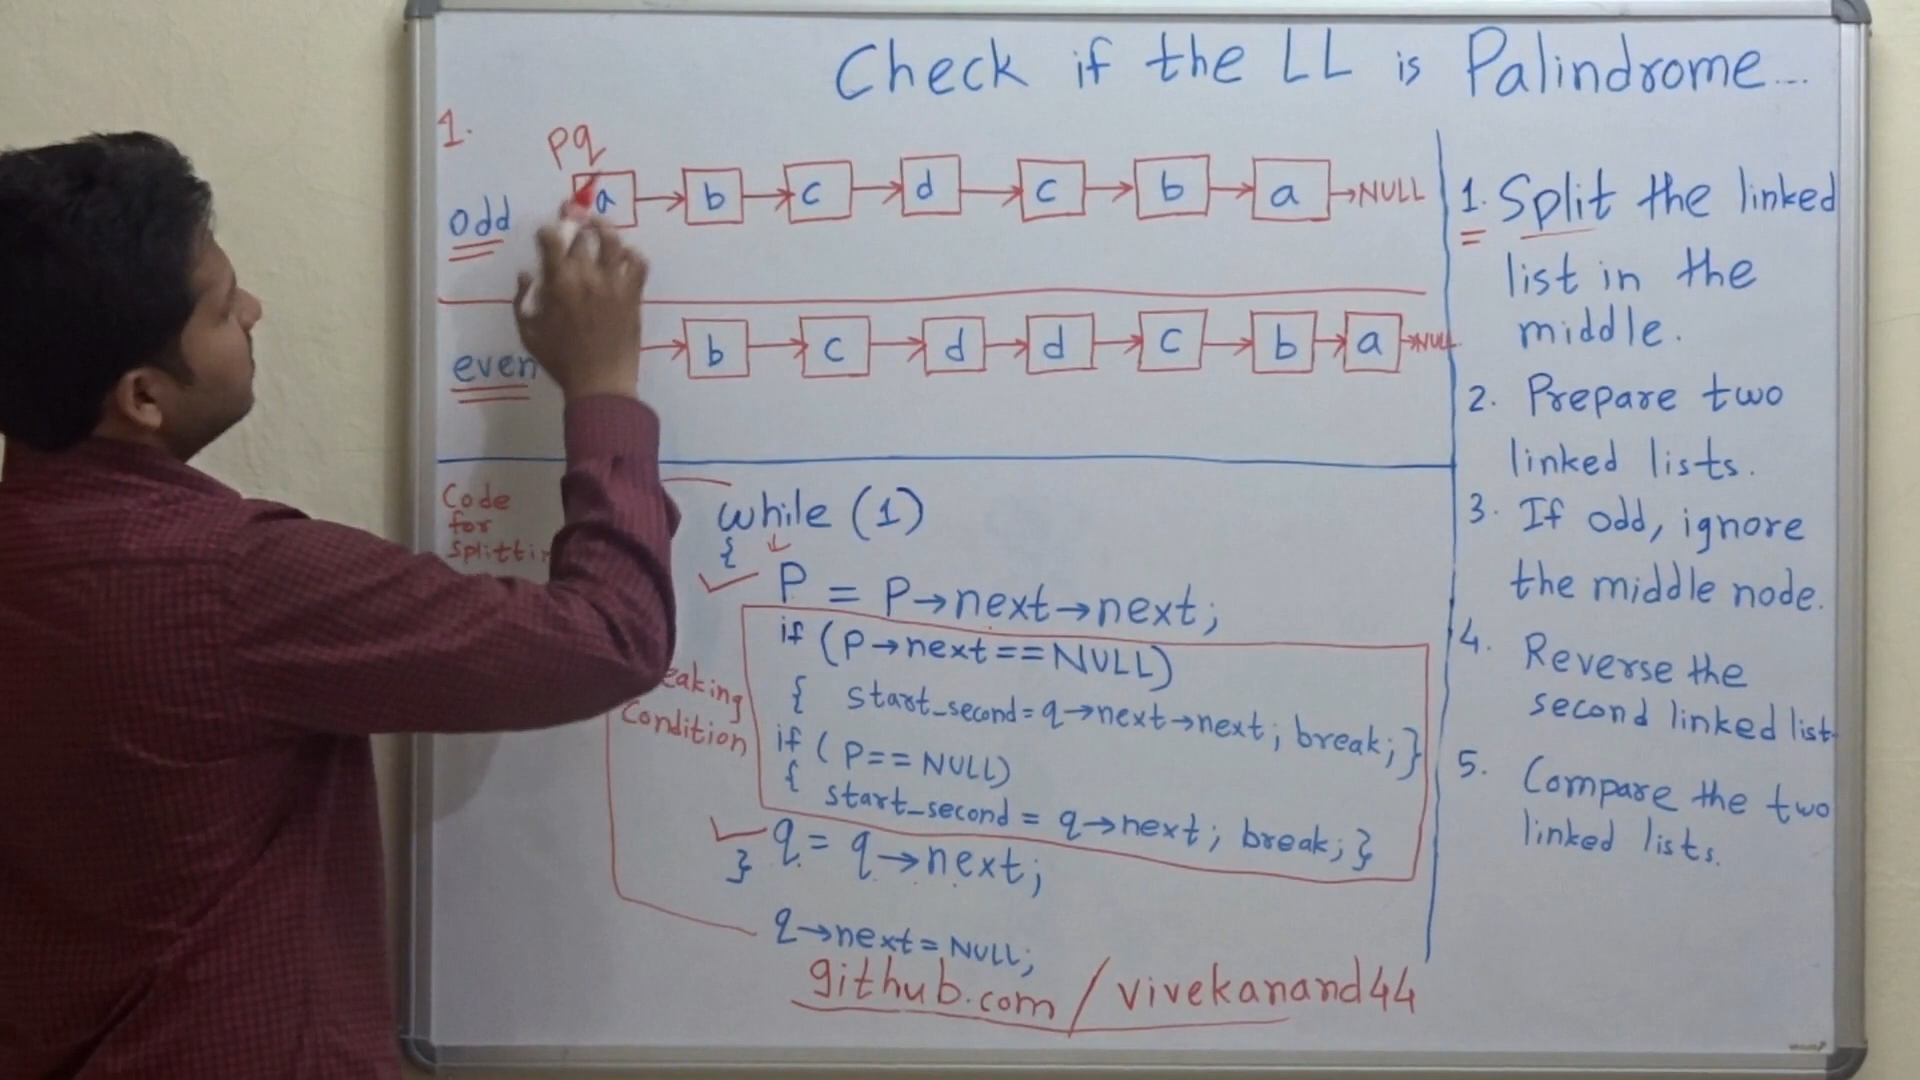 Check if the LL is Palindrome...
1.
pq
odd
a b c d c b a NULL
even
b c d d c b a NULL
Code
for
while (1)
{
P = P→next→next;
if (P→next==NULL)
{ start_second=q→next→next; break;}
if (P==NULL)
{
start_second = q→next; break;}
Condition
q = q→next;
}
q→next=NULL;
github.com/vivekanand44
1. Split the linked
list in the
middle.
2. Prepare two
linked lists.
3. If odd, ignore
the middle node.
4. Reverse the
second linked list
5. Compare the two
linked lists.